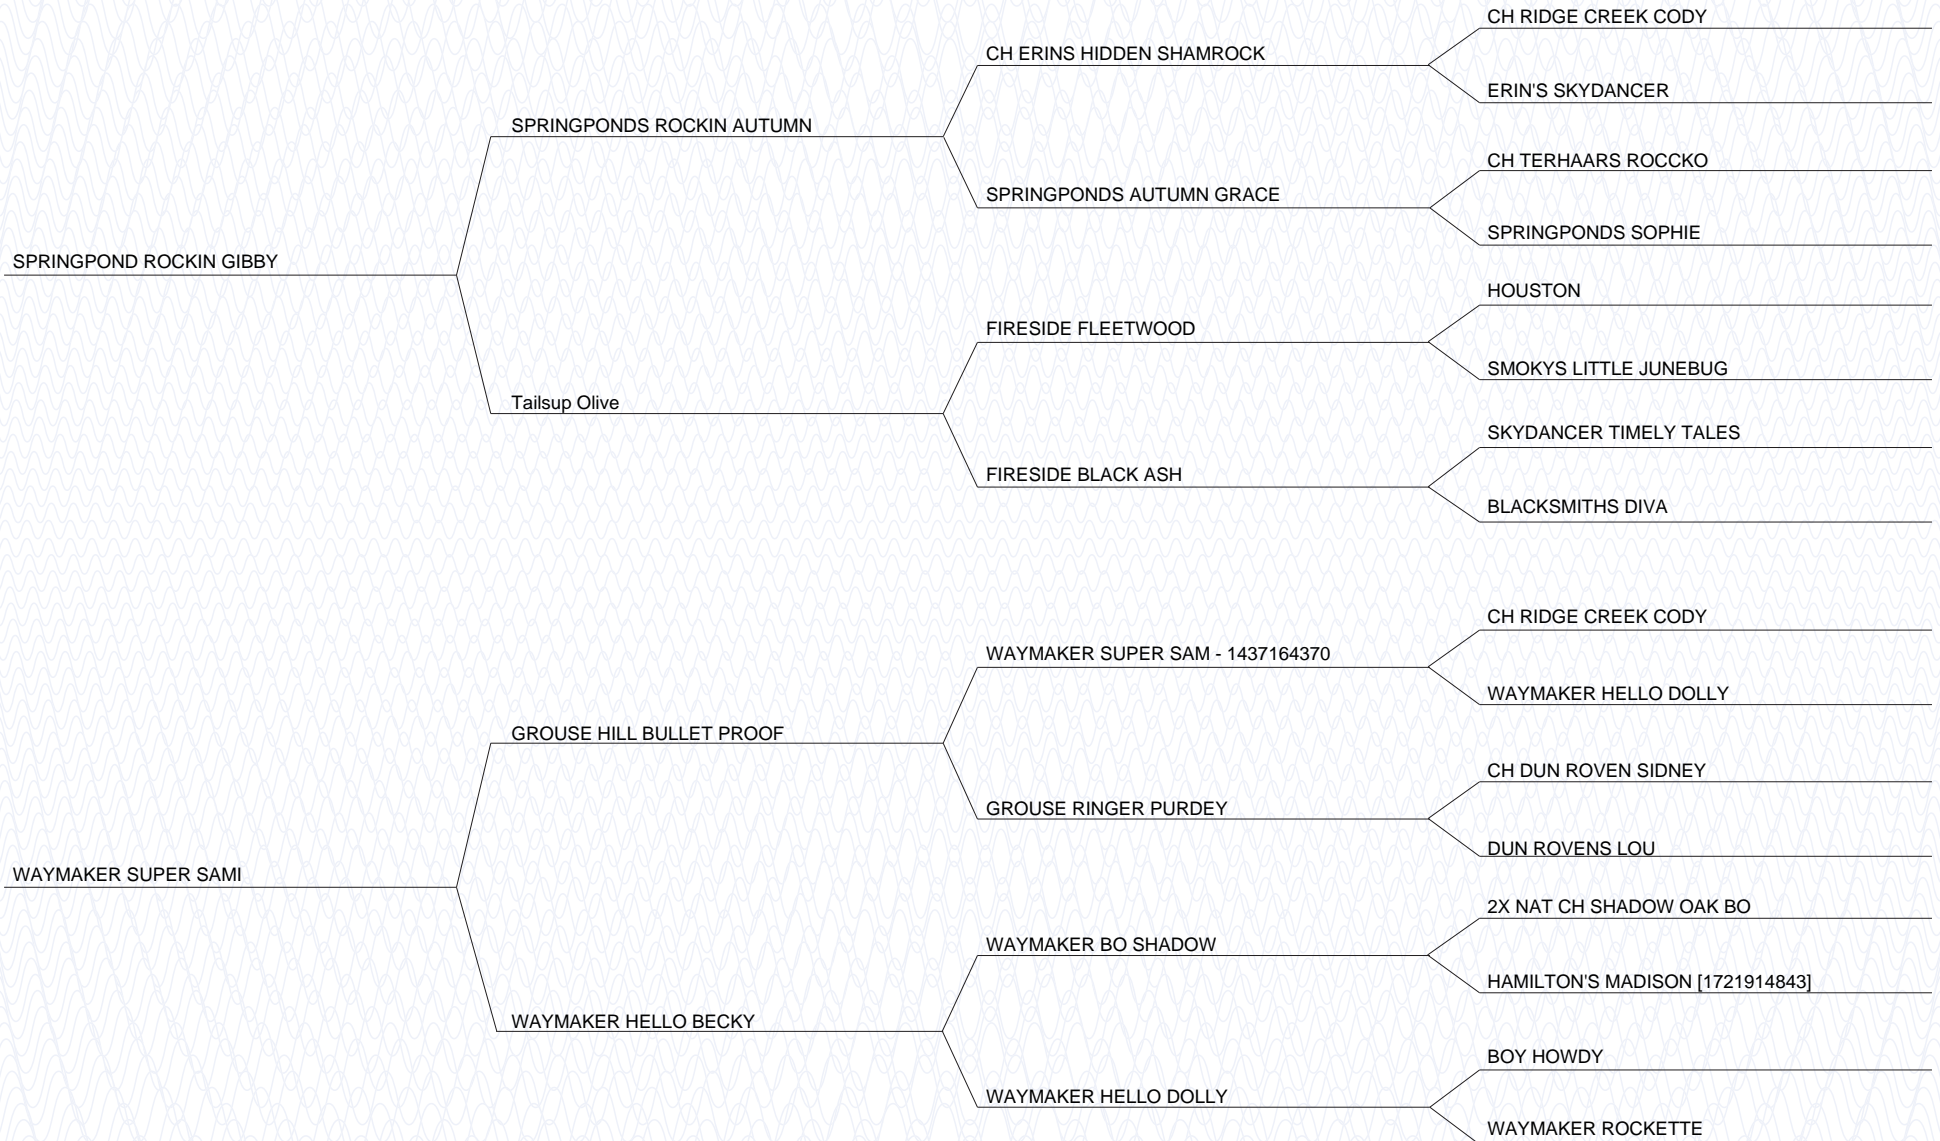 CH RIDGE CREEK CODY
CH ERINS HIDDEN SHAMROCK
ERIN'S SKYDANCER
SPRINGPONDS ROCKIN AUTUMN
CH TERHAARS ROCCKO
SPRINGPONDS AUTUMN GRACE
SPRINGPONDS SOPHIE
SPRINGPOND ROCKIN GIBBY
HOUSTON
FIRESIDE FLEETWOOD
SMOKYS LITTLE JUNEBUG
Tailsup Olive
SKYDANCER TIMELY TALES
FIRESIDE BLACK ASH
BLACKSMITHS DIVA
CH RIDGE CREEK CODY
WAYMAKER SUPER SAM - 1437164370
WAYMAKER HELLO DOLLY
GROUSE HILL BULLET PROOF
CH DUN ROVEN SIDNEY
GROUSE RINGER PURDEY
DUN ROVENS LOU
WAYMAKER SUPER SAMI
2X NAT CH SHADOW OAK BO
WAYMAKER BO SHADOW
HAMILTON'S MADISON [1721914843]
WAYMAKER HELLO BECKY
BOY HOWDY
WAYMAKER HELLO DOLLY
WAYMAKER ROCKETTE